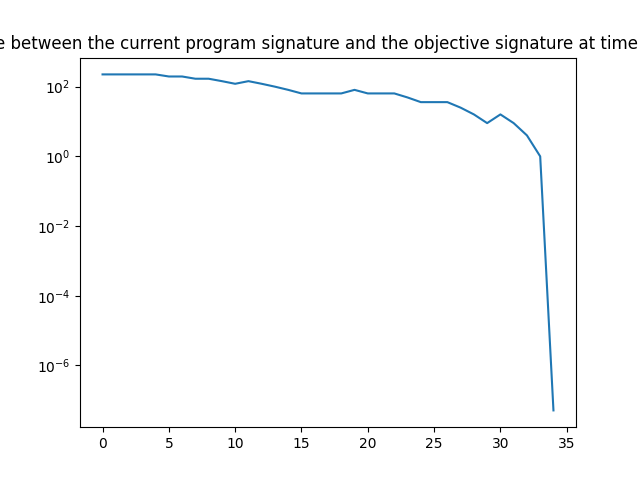 between the current program signature and the objective signature at time
10²
10⁰
10⁻²
10⁻⁴
10⁻⁶
0 5 10 15 20 25 30 35